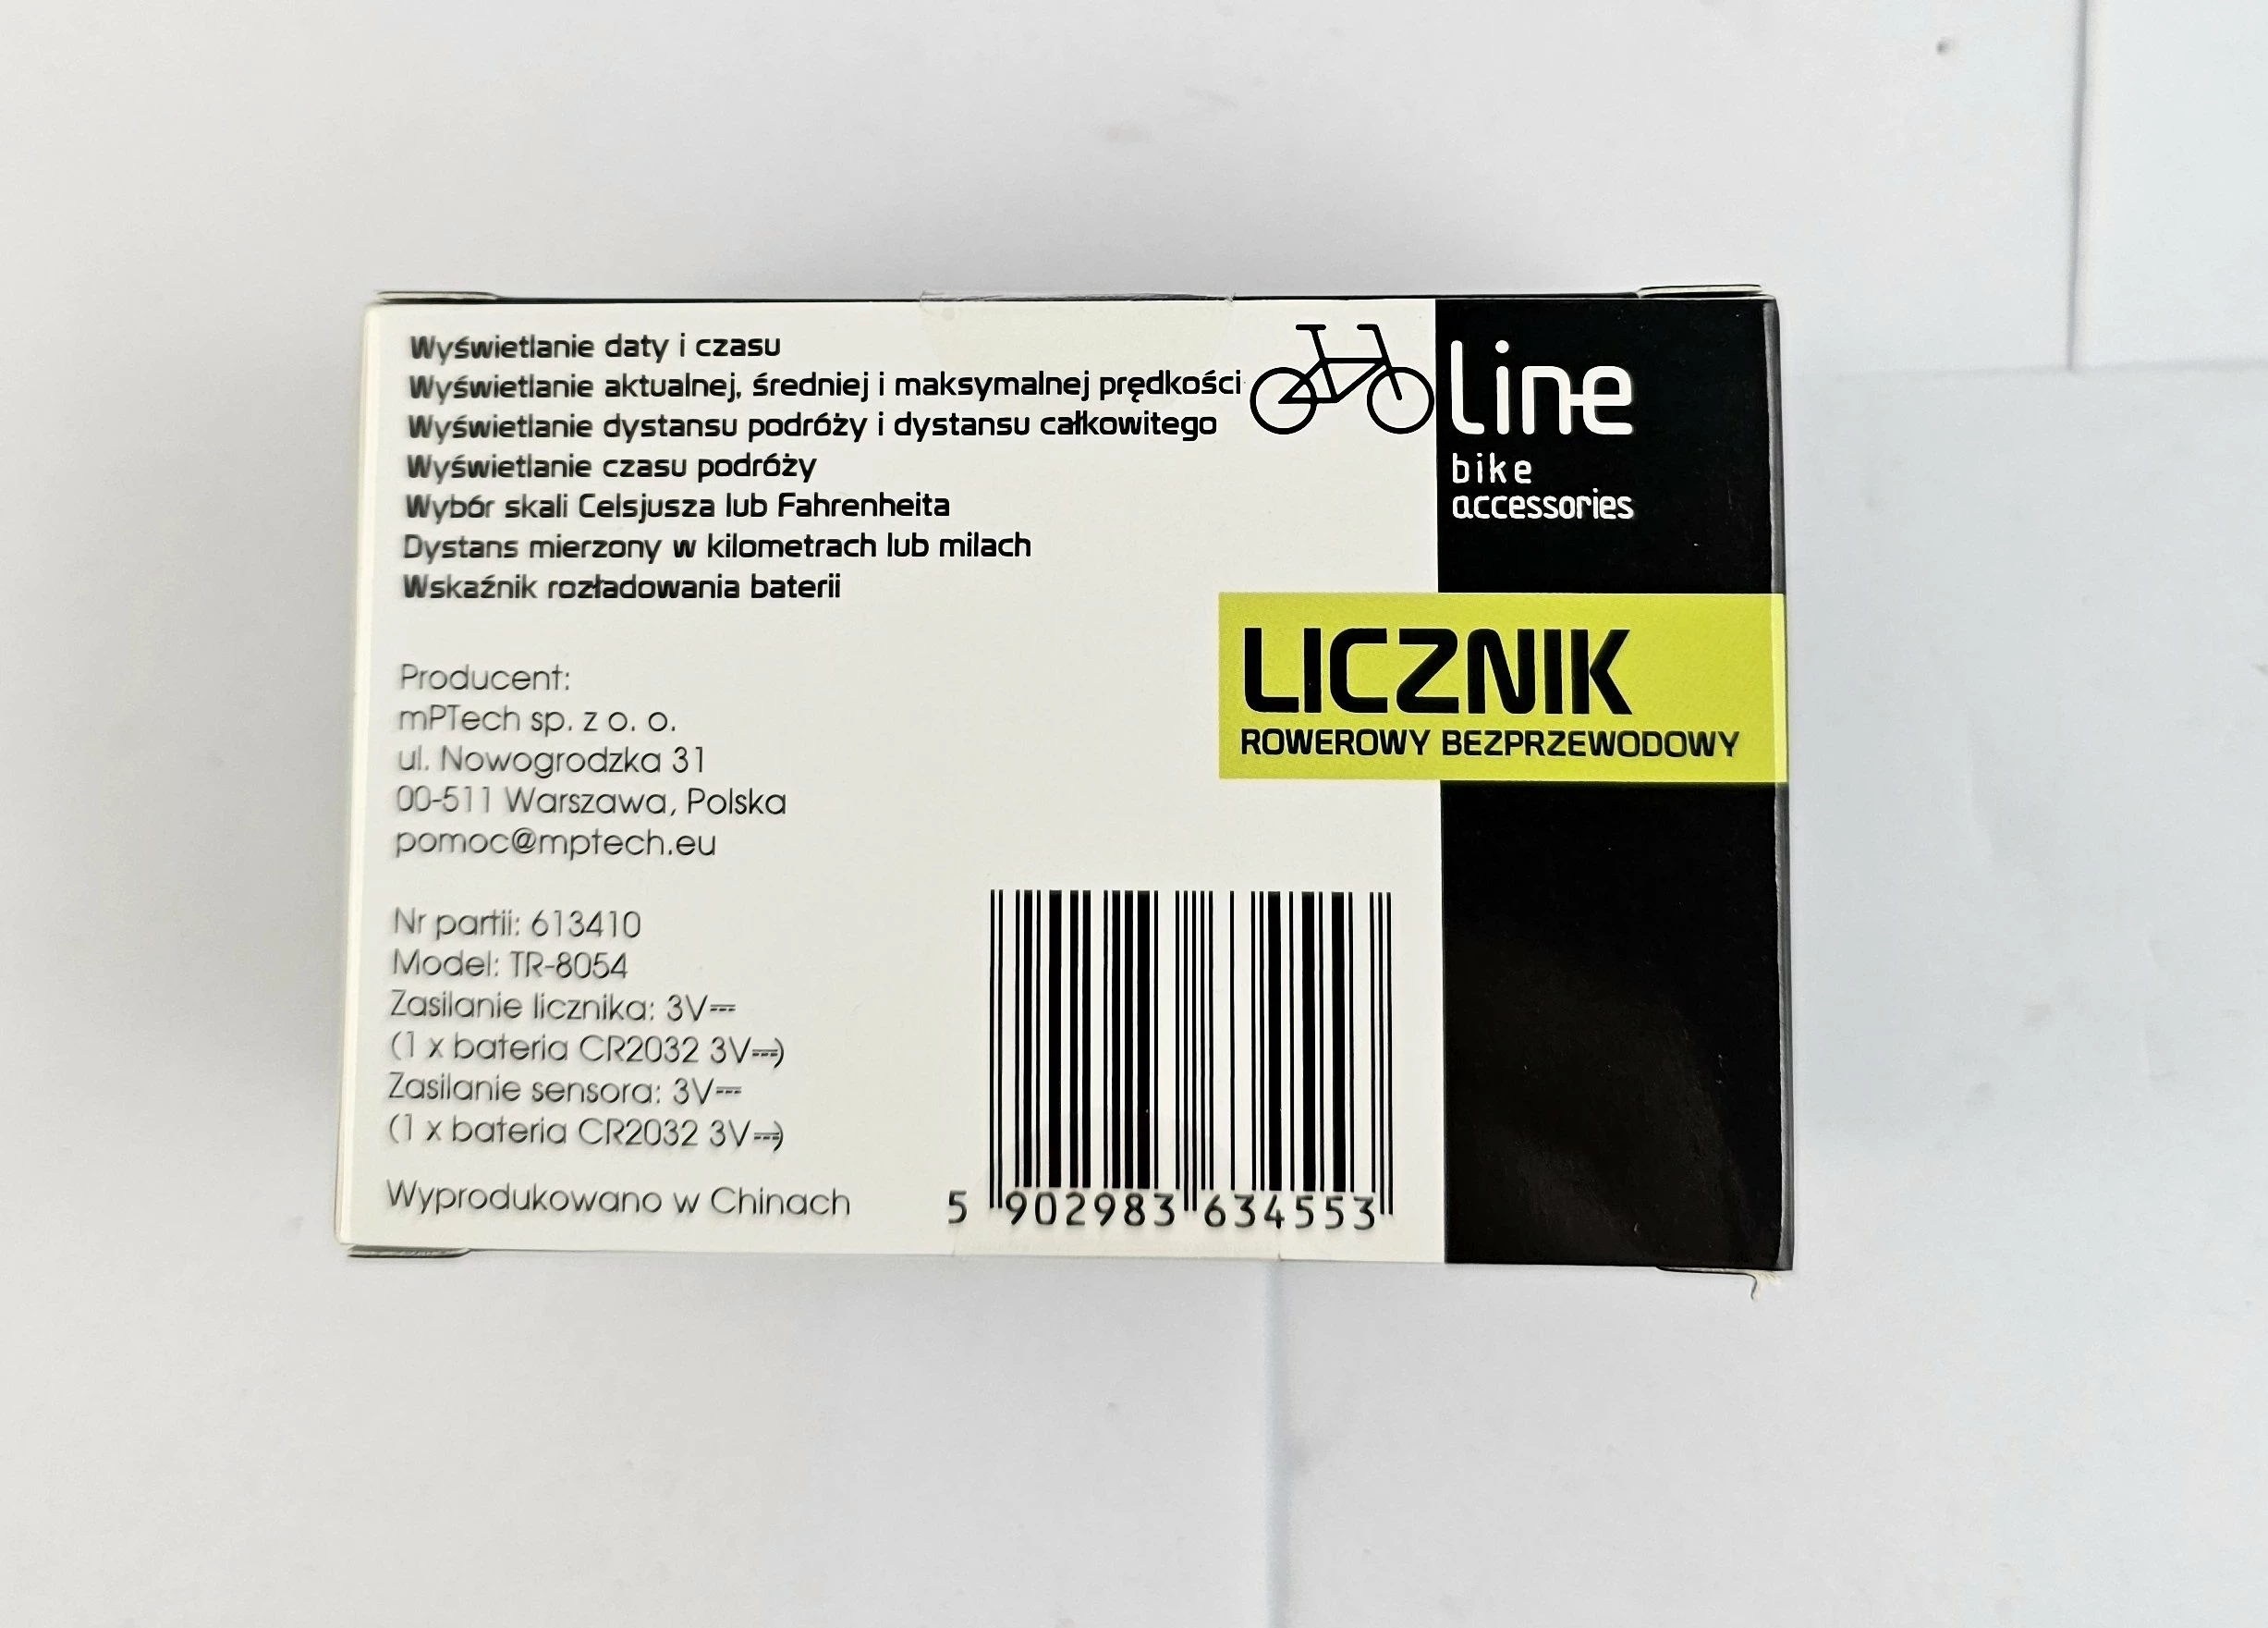 Wyświetlanie daty i czasu
Wyświetlanie aktualnej, średniej i maksymalnej prędkości
Wyświetlanie dystansu podróży i dystansu całkowitego
Wyświetlanie czasu podróży
Wybór skali Celsjusza lub Fahrenheita
Dystans mierzony w kilometrach lub milach
Wskaźnik rozładowania baterii
line
bike
accessories
LICZNIK
ROWEROWY BEZPRZEWODOWY
Producent:
mPTech sp. z o. o.
ul. Nowogrodzka 31
00-511 Warszawa, Polska
pomoc@mptech.eu
Nr partii: 613410
Model: TR-8054
Zasilanie licznika: 3V⎓
(1 x bateria CR2032 3V⎓)
Zasilanie sensora: 3V⎓
(1 x bateria CR2032 3V⎓)
Wyprodukowano w Chinach
5 902983 634553